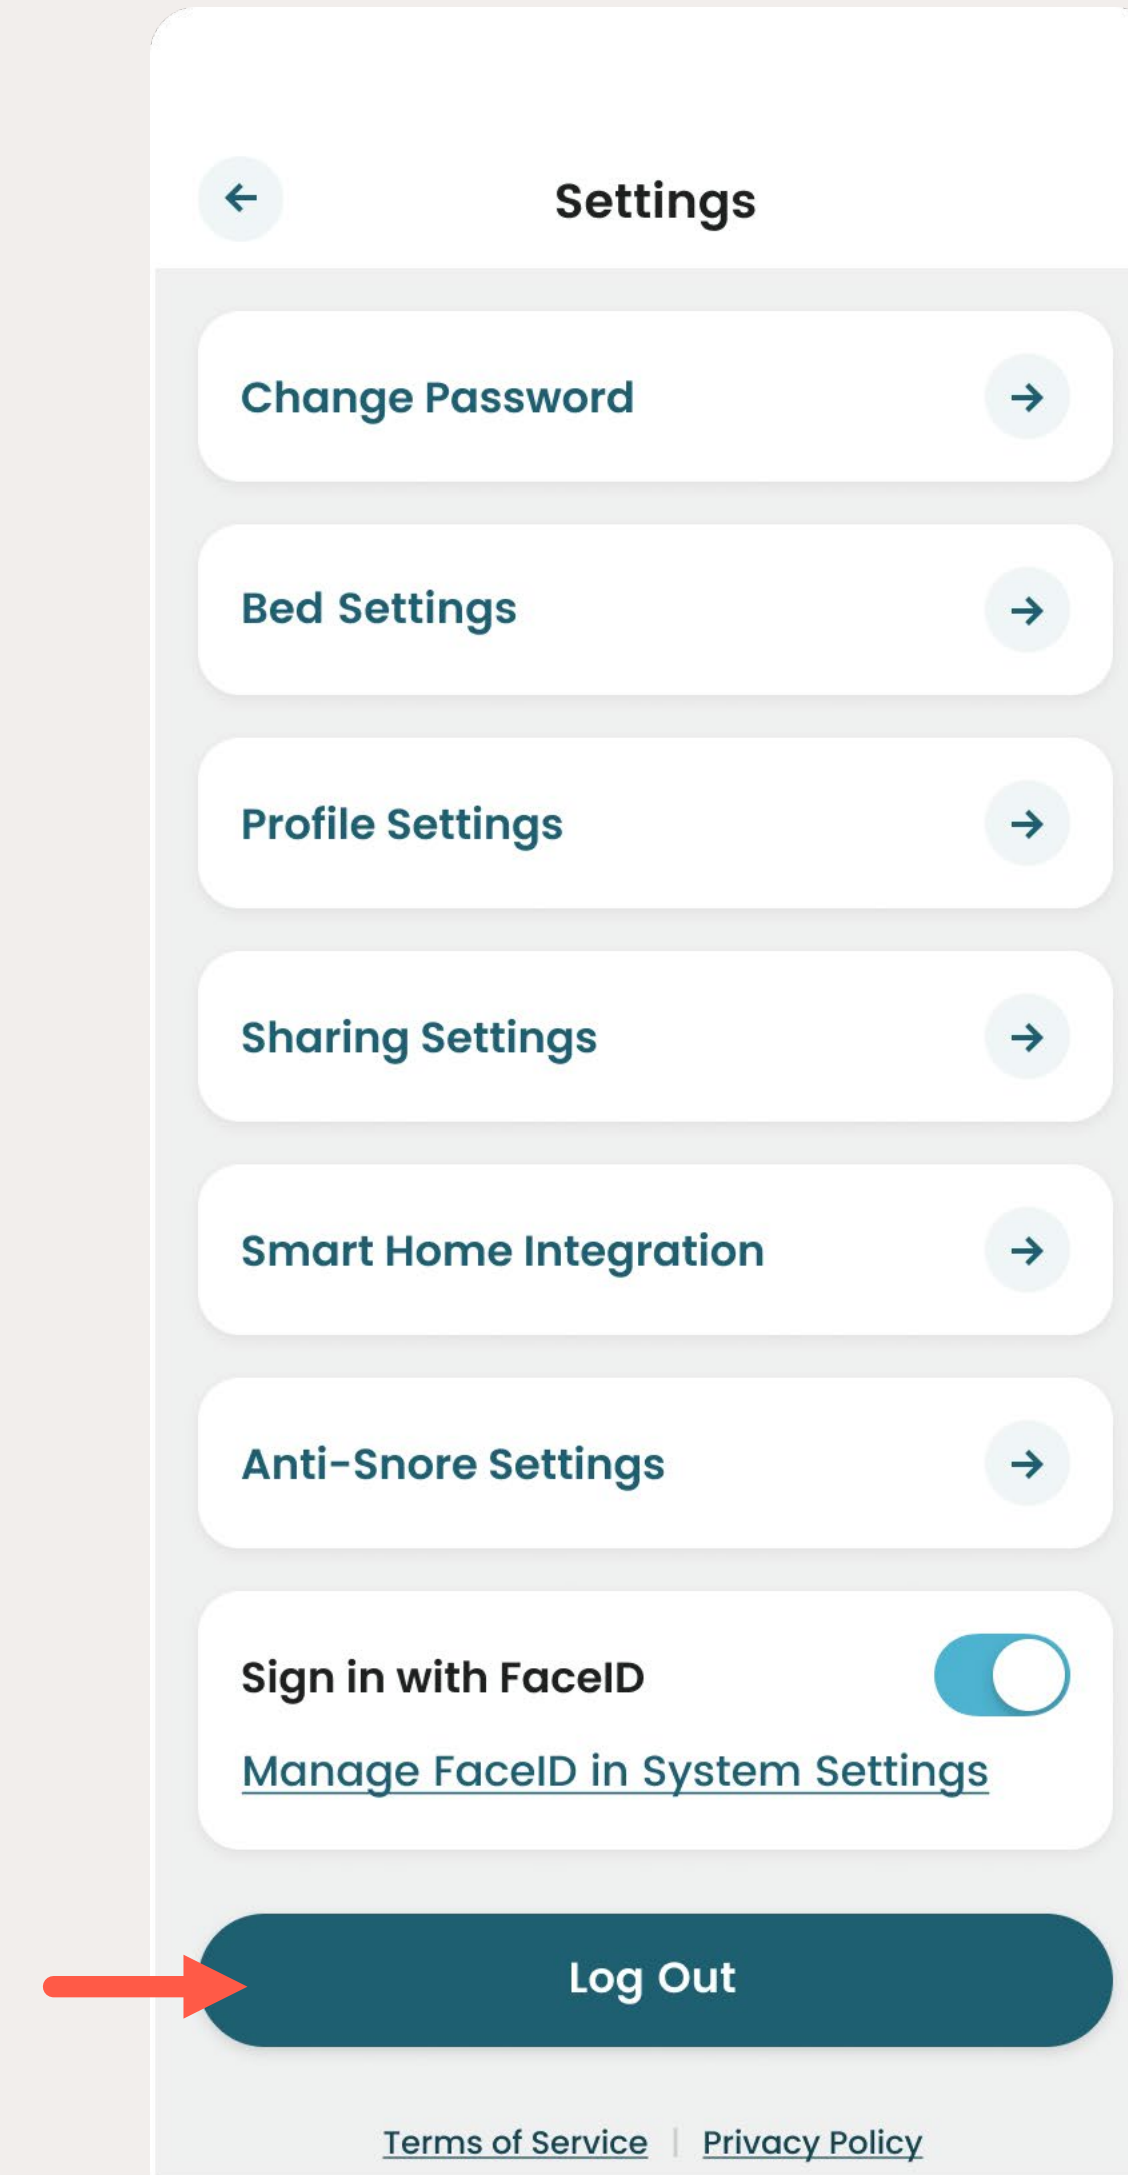 Settings
Change Password
Bed Settings
Profile Settings
Sharing Settings
Smart Home Integration
Anti-Snore Settings
Sign in with FaceID
Manage FaceID in System Settings
Log Out
Terms of Service | Privacy Policy